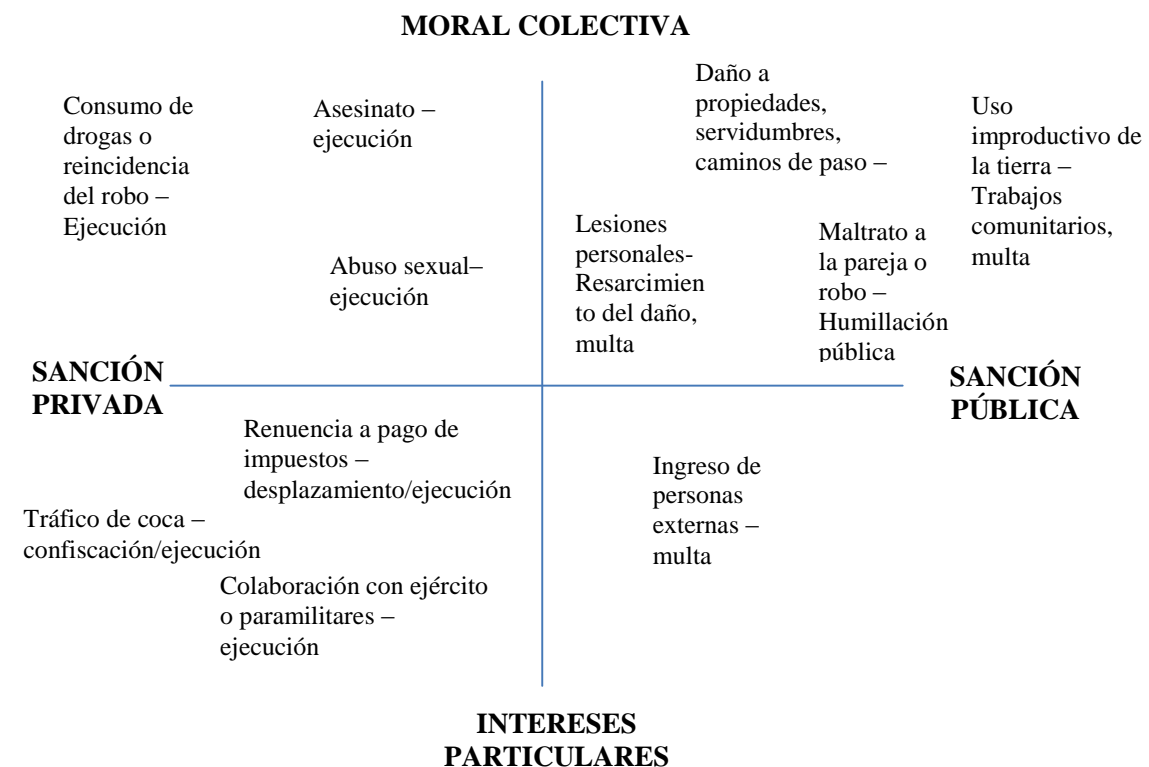 MORAL COLECTIVA
Consumo de
drogas o
reincidencia
del robo –
Ejecución
Asesinato –
ejecución
Abuso sexual–
ejecución
Daño a
propiedades,
servidumbres,
caminos de paso –
Lesiones
personales-
Resarcimien
to del daño,
multa
Maltrato a
la pareja o
robo –
Humillación
pública
Uso
improductivo de
la tierra –
Trabajos
comunitarios,
multa
SANCIÓN
PRIVADA
SANCIÓN
PÚBLICA
Renuencia a pago de
impuestos –
desplazamiento/ejecución
Tráfico de coca –
confiscación/ejecución
Colaboración con ejército
o paramilitares –
ejecución
Ingreso de
personas
externas –
multa
INTERESES
PARTICULARES